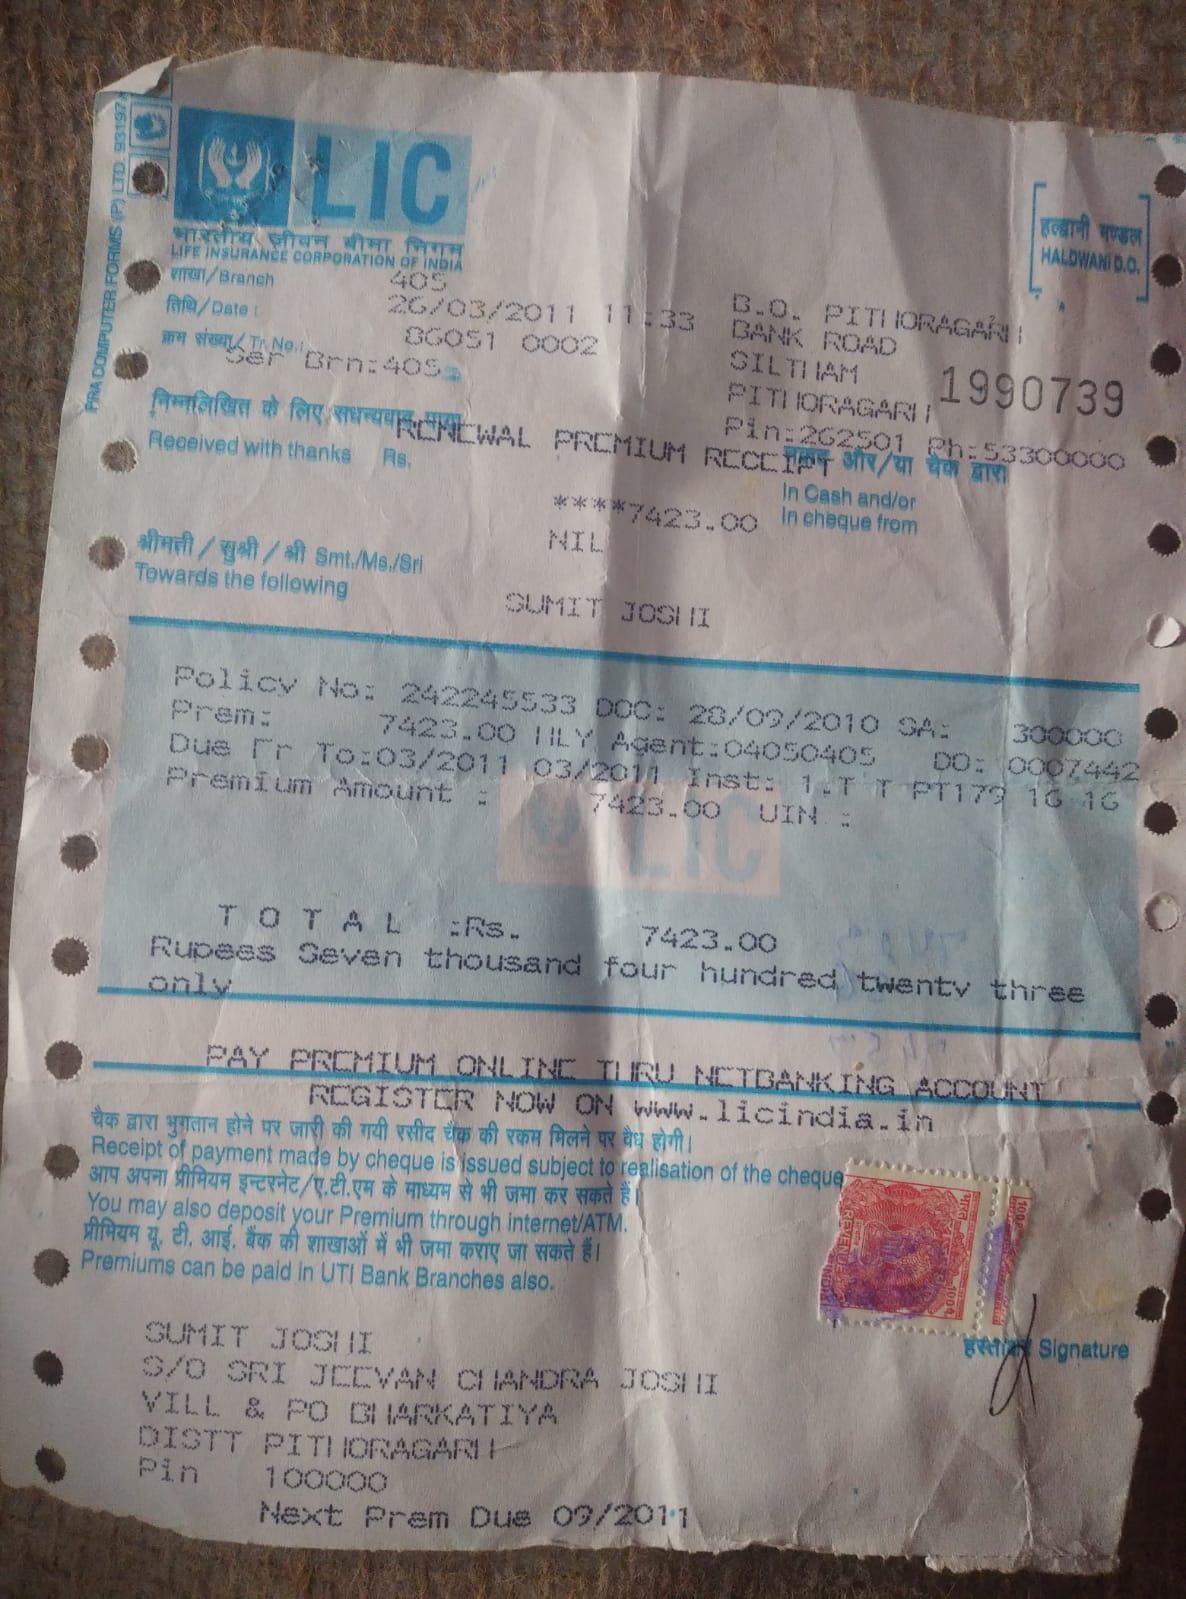 PRA COMPUTER FORMS (P) LTD. 93197
LIC
भारतीय जीवन बीमा निगम
LIFE INSURANCE CORPORATION OF INDIA
हल्द्वानी मण्डल
HALDWANI D.O.
शाखा/Branch 405
तिथि/Date : 26/03/2011 11:33
क्रम संख्या/Tr.No.: 86051 0002
Ser Brn:405
B.O. PITHORAGARH
BANK ROAD
SILTHAM
PITHORAGARH
Pin:262501 Ph:53300000
1990739
निम्नलिखित के लिए सधन्यवाद पाया
RENEWAL PREMIUM RECEIPT
Received with thanks Rs.
नकद और/या चैक द्वारा
In Cash and/or
In cheque from
****7423.00
NIL
श्रीमती / सुश्री / श्री Smt./Ms./Sri
Towards the following
SUMIT JOSHI
Policy No: 242245533 DOC: 28/09/2010 SA: 300000
Prem: 7423.00 HLY Agent:04050405 DO: 0007442
Due Fr To:03/2011 03/2011 Inst: 1.T T PT179 16 16
Premium Amount : 7423.00 UIN :
LIC
T O T A L :Rs. 7423.00
Rupees Seven thousand four hundred twenty three
only
PAY PREMIUM ONLINE THRU NETBANKING ACCOUNT
REGISTER NOW ON www.licindia.in
चैक द्वारा भुगतान होने पर जारी की गयी रसीद चैक की रकम मिलने पर वैध होगी।
Receipt of payment made by cheque is issued subject to realisation of the cheque
आप अपना प्रीमियम इन्टरनेट/ए.टी.एम के माध्यम से भी जमा कर सकते हैं।
You may also deposit your Premium through internet/ATM.
प्रीमियम यू. टी. आई. बैंक की शाखाओं में भी जमा कराए जा सकते हैं।
Premiums can be paid in UTI Bank Branches also.
हस्ताक्षर Signature
SUMIT JOSHI
S/O SRI JEEVAN CHANDRA JOSHI
VILL & PO BHARKATIYA
DISTT PITHORAGARH
Pin 100000
Next Prem Due 09/2011